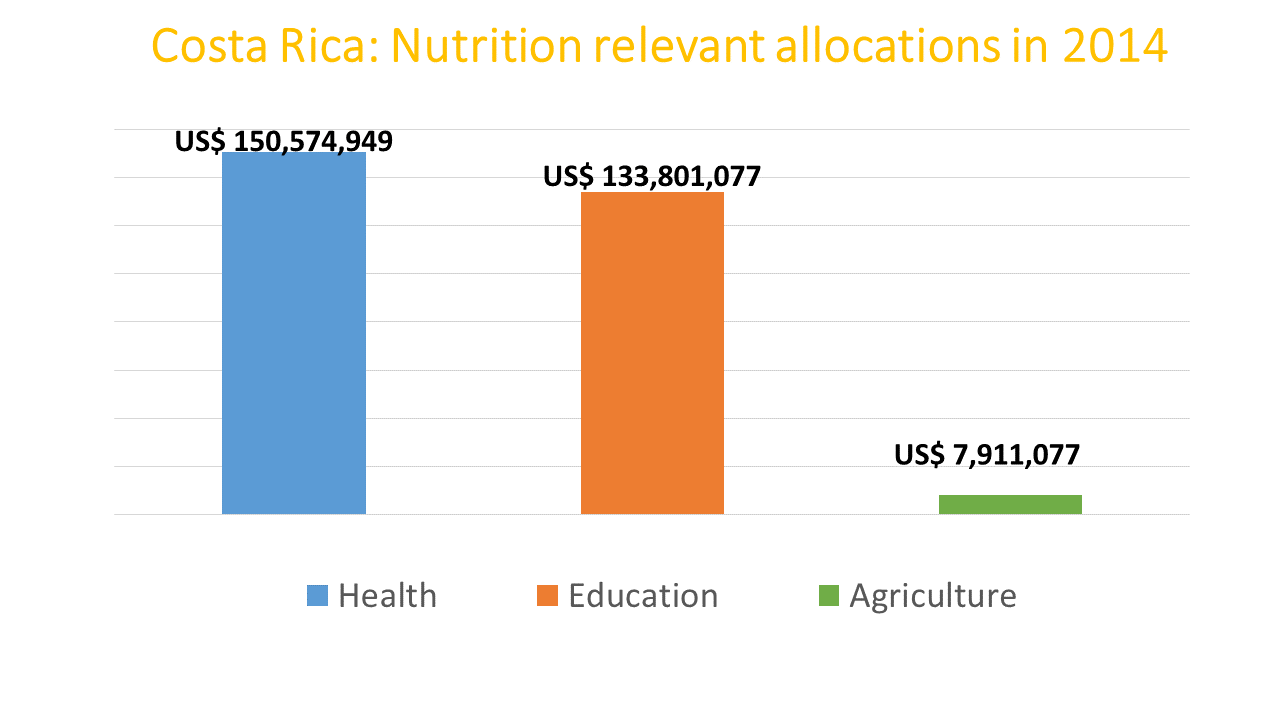 Costa Rica: Nutrition relevant allocations in 2014
US$ 150,574,949
US$ 133,801,077
US$ 7,911,077
Health
Education
Agriculture